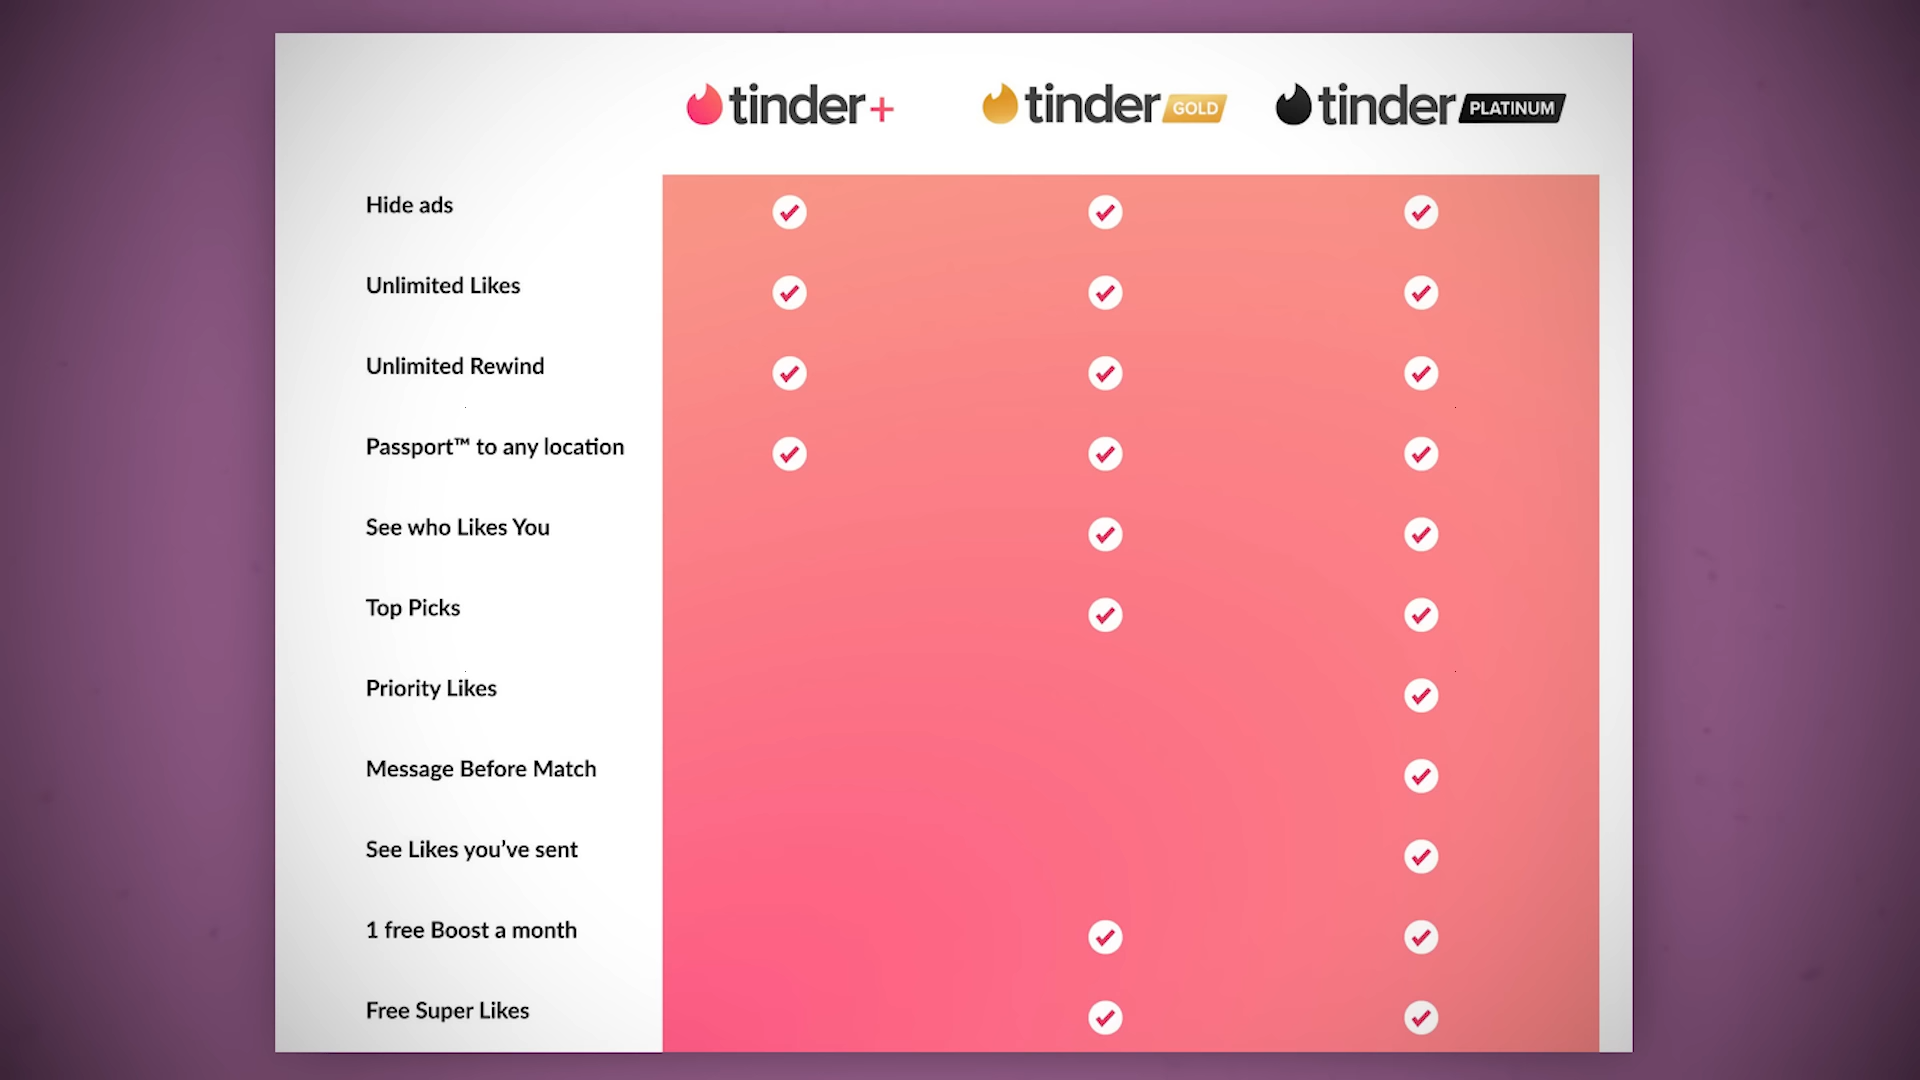 tinder+ tinder GOLD tinder PLATINUM
Hide ads
Unlimited Likes
Unlimited Rewind
Passport™ to any location
See who Likes You
Top Picks
Priority Likes
Message Before Match
See Likes you’ve sent
1 free Boost a month
Free Super Likes